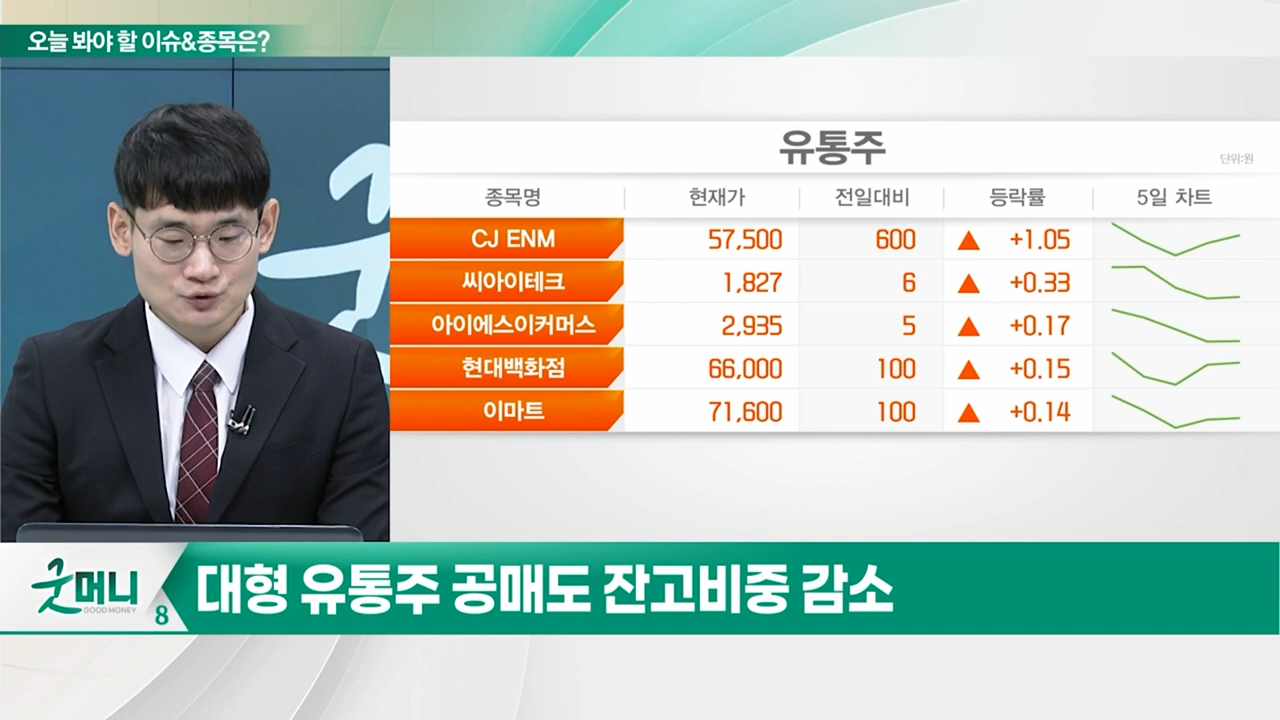 오늘 봐야 할 이슈&종목은?
유통주
단위:원
종목명 현재가 전일대비 등락률 5일 차트
CJ ENM 57,500 600 ▲ +1.05
씨아이테크 1,827 6 ▲ +0.33
아이에스이커머스 2,935 5 ▲ +0.17
현대백화점 66,000 100 ▲ +0.15
이마트 71,600 100 ▲ +0.14
굿머니
GOOD MONEY
8
대형 유통주 공매도 잔고비중 감소